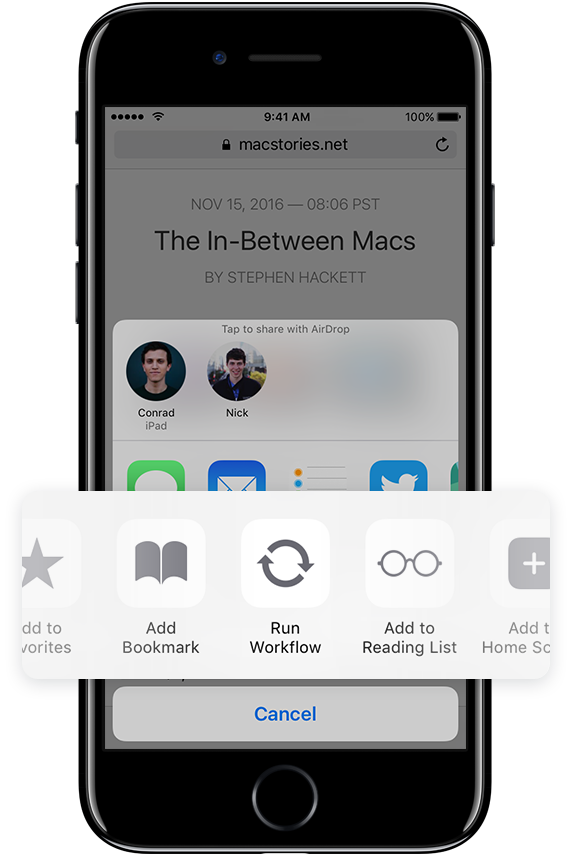 9:41 AM
100%
macstories.net
NOV 15, 2016 — 08:06 PST
The In-Between Macs
BY STEPHEN HACKETT
Tap to share with AirDrop
Conrad
iPad
Nick
dd to
vorites
Add
Bookmark
Run
Workflow
Add to
Reading List
Add t
Home Sc
Cancel